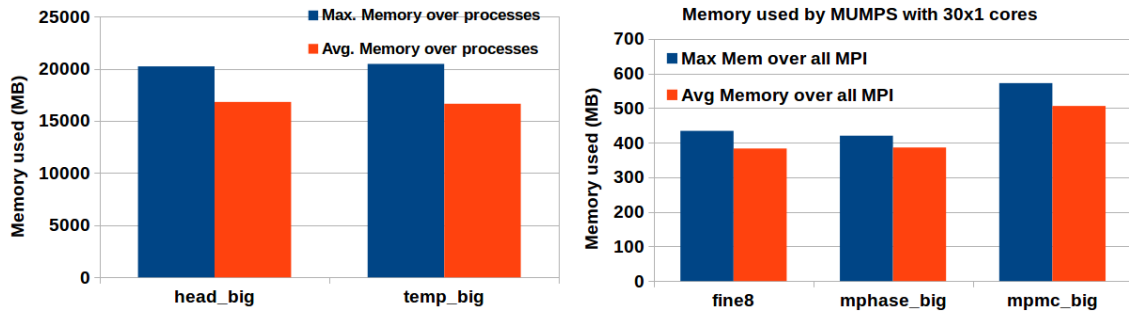 Max. Memory over processes
Avg. Memory over processes
Memory used (MB)
25000
20000
15000
10000
5000
0
head_big
temp_big
Memory used by MUMPS with 30x1 cores
Max Mem over all MPI
Avg Memory over all MPI
Memory used (MB)
700
600
500
400
300
200
100
0
fine8
mphase_big
mpmc_big